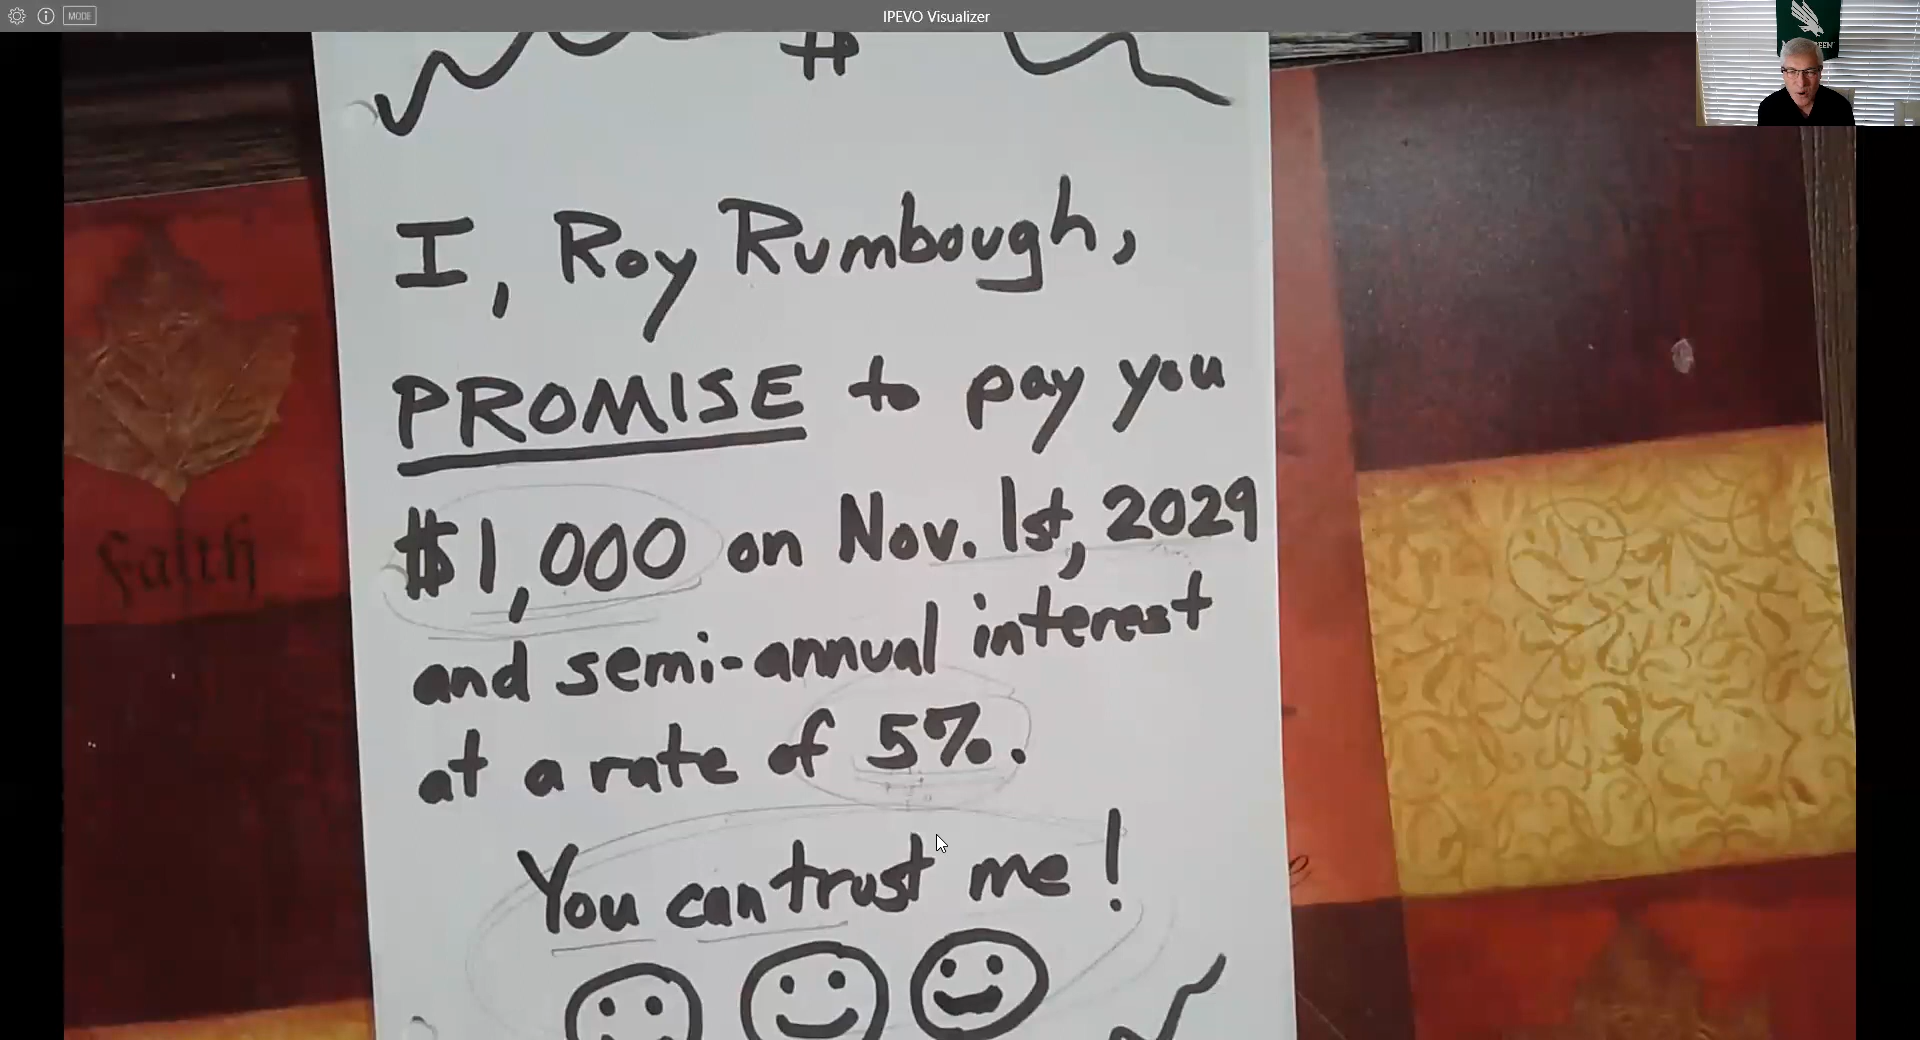 MODE
IPEVO Visualizer
$
I, Roy Rumbough,
PROMISE to pay you
$1,000 on Nov. 1st, 2029
and semi-annual interest
at a rate of 5%.
You can trust me!
faith